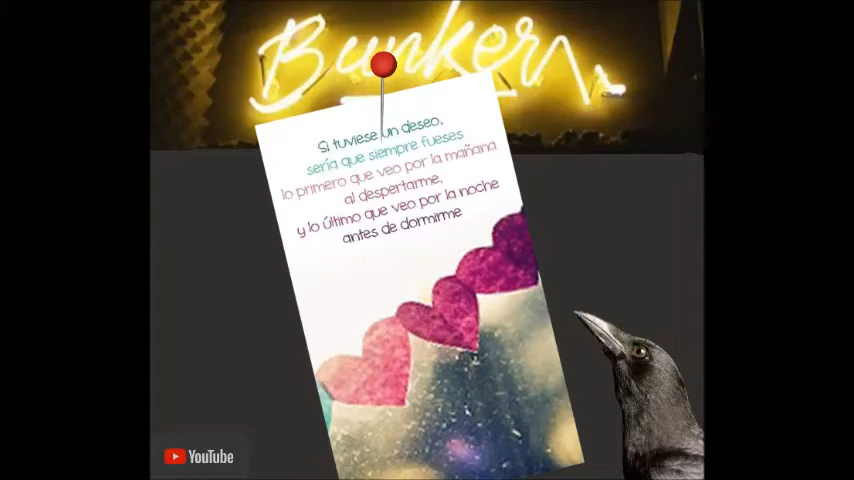 Bunker
Si tuviese un deseo,
sería que siempre fueses
lo primero que veo por la mañana
al despertarme,
y lo último que veo por la noche
antes de dormirme
YouTube